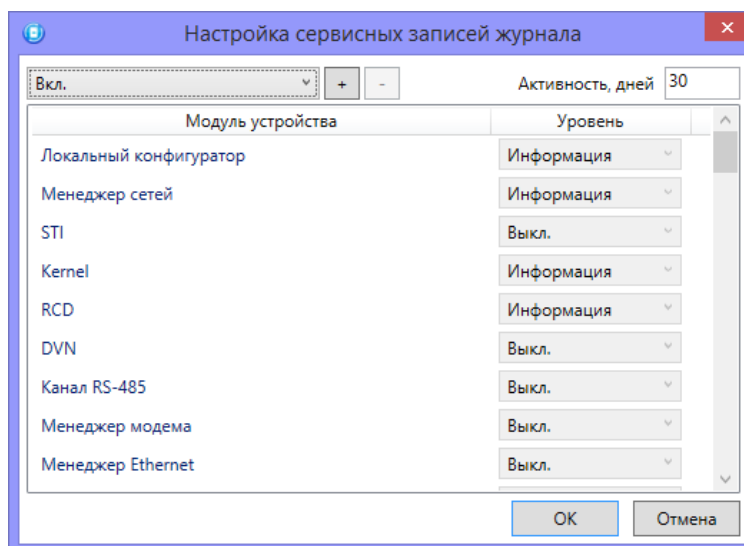 Настройка сервисных записей журнала
Вкл. + - Активность, дней 30
Модуль устройства Уровень
Локальный конфигуратор Информация
Менеджер сетей Информация
STI Выкл.
Kernel Информация
RCD Информация
DVN Выкл.
Канал RS-485 Выкл.
Менеджер модема Выкл.
Менеджер Ethernet Выкл.
OK Отмена